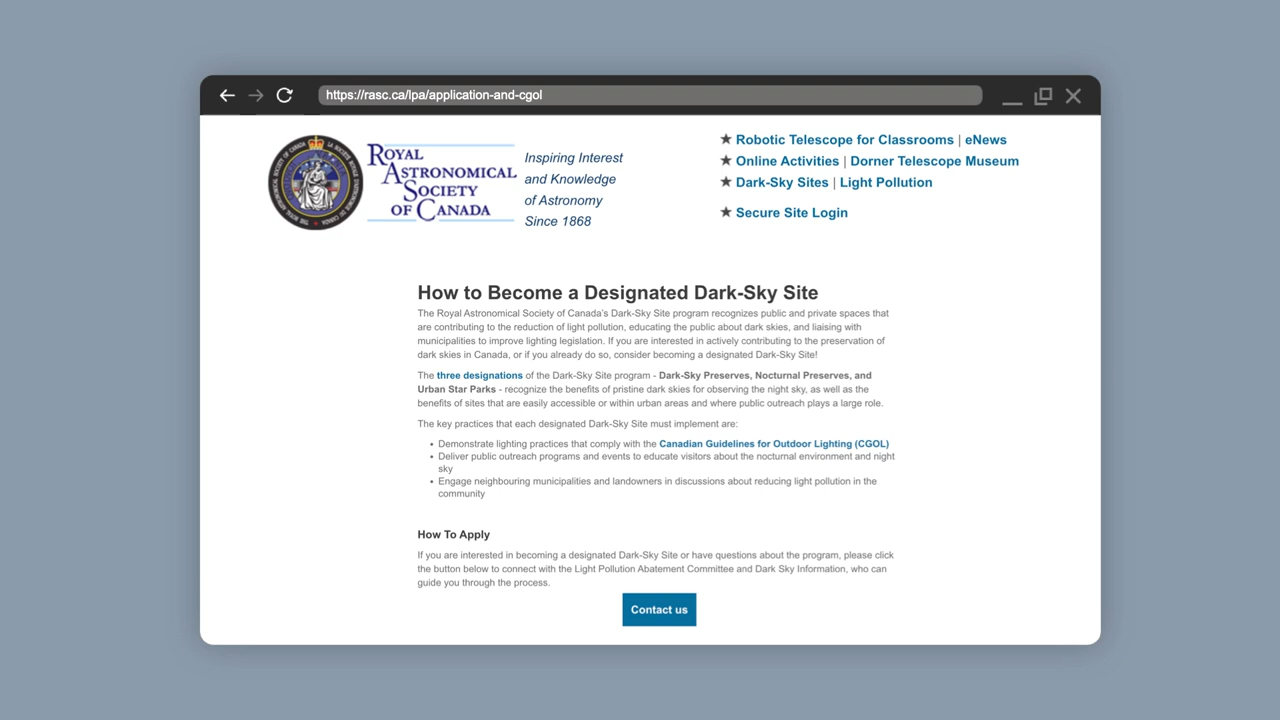 https://rasc.ca/lpa/application-and-cgol
ROYAL
ASTRONOMICAL
SOCIETY
OF CANADA
Inspiring Interest
and Knowledge
of Astronomy
Since 1868
★ Robotic Telescope for Classrooms | eNews
★ Online Activities | Dorner Telescope Museum
★ Dark-Sky Sites | Light Pollution
★ Secure Site Login
How to Become a Designated Dark-Sky Site
The Royal Astronomical Society of Canada's Dark-Sky Site program recognizes public and private spaces that
are contributing to the reduction of light pollution, educating the public about dark skies, and liaising with
municipalities to improve lighting legislation. If you are interested in actively contributing to the preservation of
dark skies in Canada, or if you already do so, consider becoming a designated Dark-Sky Site!
The three designations of the Dark-Sky Site program - Dark-Sky Preserves, Nocturnal Preserves, and
Urban Star Parks - recognize the benefits of pristine dark skies for observing the night sky, as well as the
benefits of sites that are easily accessible or within urban areas and where public outreach plays a large role.
The key practices that each designated Dark-Sky Site must implement are:
• Demonstrate lighting practices that comply with the Canadian Guidelines for Outdoor Lighting (CGOL)
• Deliver public outreach programs and events to educate visitors about the nocturnal environment and night
sky
• Engage neighbouring municipalities and landowners in discussions about reducing light pollution in the
community
How To Apply
If you are interested in becoming a designated Dark-Sky Site or have questions about the program, please click
the button below to connect with the Light Pollution Abatement Committee and Dark Sky Information, who can
guide you through the process.
Contact us